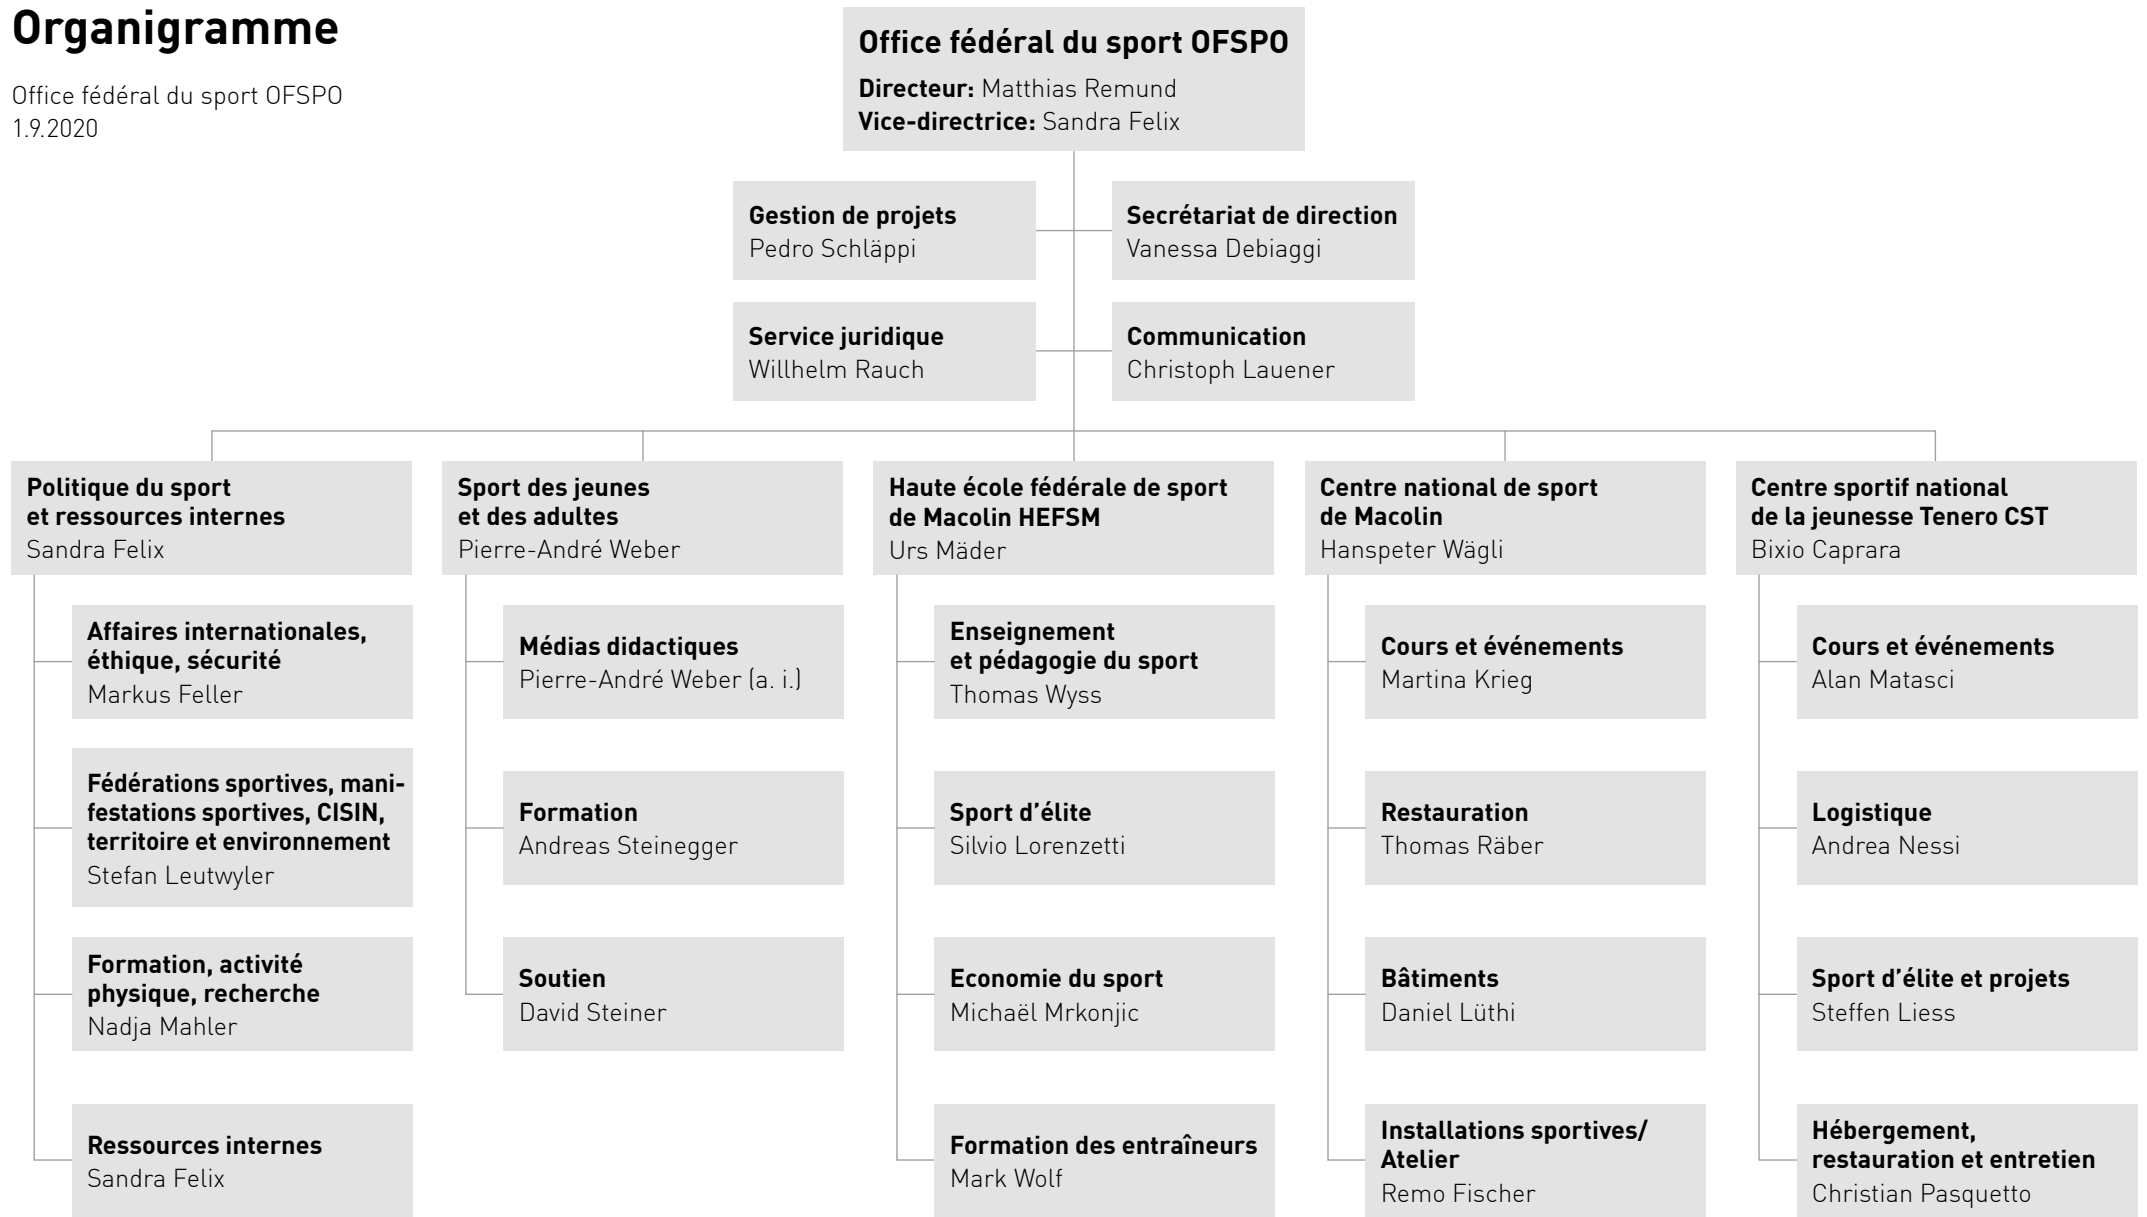 Organigramme
Office fédéral du sport OFSPO
1.9.2020
Office fédéral du sport OFSPO
Directeur: Matthias Remund
Vice-directrice: Sandra Felix
Gestion de projets
Pedro Schläppi
Secrétariat de direction
Vanessa Debiaggi
Service juridique
Willhelm Rauch
Communication
Christoph Lauener
Politique du sport
et ressources internes
Sandra Felix
Affaires internationales,
éthique, sécurité
Markus Feller
Fédérations sportives, mani-
festations sportives, CISIN,
territoire et environnement
Stefan Leutwyler
Formation, activité
physique, recherche
Nadja Mahler
Ressources internes
Sandra Felix
Sport des jeunes
et des adultes
Pierre-André Weber
Médias didactiques
Pierre-André Weber (a. i.)
Formation
Andreas Steinegger
Soutien
David Steiner
Haute école fédérale de sport
de Macolin HEFSM
Urs Mäder
Enseignement
et pédagogie du sport
Thomas Wyss
Sport d’élite
Silvio Lorenzetti
Economie du sport
Michaël Mrkonjic
Formation des entraîneurs
Mark Wolf
Centre national de sport
de Macolin
Hanspeter Wägli
Cours et événements
Martina Krieg
Restauration
Thomas Räber
Bâtiments
Daniel Lüthi
Installations sportives/
Atelier
Remo Fischer
Centre sportif national
de la jeunesse Tenero CST
Bixio Caprara
Cours et événements
Alan Matasci
Logistique
Andrea Nessi
Sport d’élite et projets
Steffen Liess
Hébergement,
restauration et entretien
Christian Pasquetto